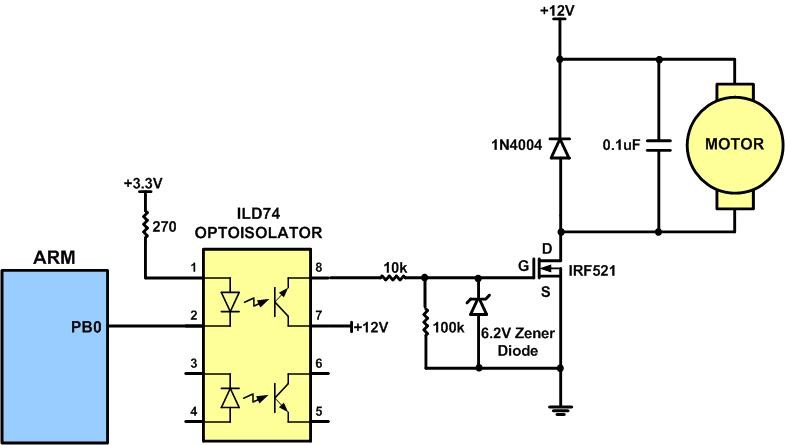 +12V
1N4004
0.1uF
MOTOR
+3.3V
270
ILD74
OPTOISOLATOR
ARM
D
G
IRF521
S
1
8
10k
PB0
2
7
+12V
100k
6.2V Zener
Diode
3
6
4
5